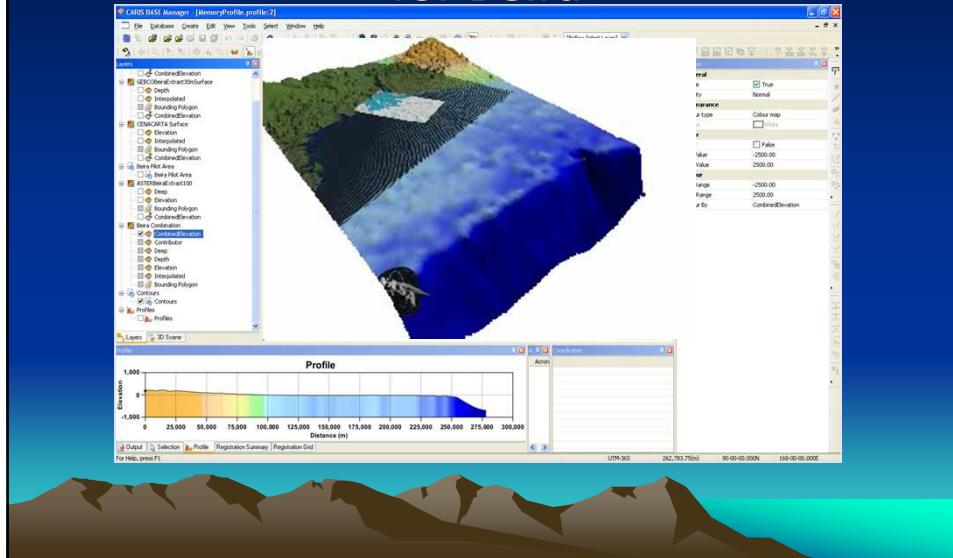 CARIS BASE Manager - [MemoryProfile.profile:2]
File Database Create Edit View Tools Select Window Help
Layers
CombinedElevation
GEBCOBeiraExtract30mSurface
Depth
Interpolated
Bounding Polygon
CombinedElevation
CENACARTA Surface
Elevation
Interpolated
Bounding Polygon
CombinedElevation
Beira Pilot Area
Beira Pilot Area
ASTERBeiraExtract100
Deep
Elevation
Bounding Polygon
CombinedElevation
Beira Combination
CombinedElevation
Contributor
Deep
Depth
Elevation
Interpolated
Bounding Polygon
Contours
Contours
Profiles
Profiles
Layers 3D Scene
True
Normal
Colour map
False
-2500.00
2500.00
Range -2500.00
Range 2500.00
By CombinedElevation
Profile
Profile
Elevation
1,000
0
-1,000
0 25,000 50,000 75,000 100,000 125,000 150,000 175,000 200,000 225,000 250,000 275,000 300,000
Distance (m)
Coordinates
Acron
Output Selection Profile Registration Summary Registration Grid
For Help, press F1
UTM-36S 262,783.75(m) 90-00-00.000N 168-00-00.000E